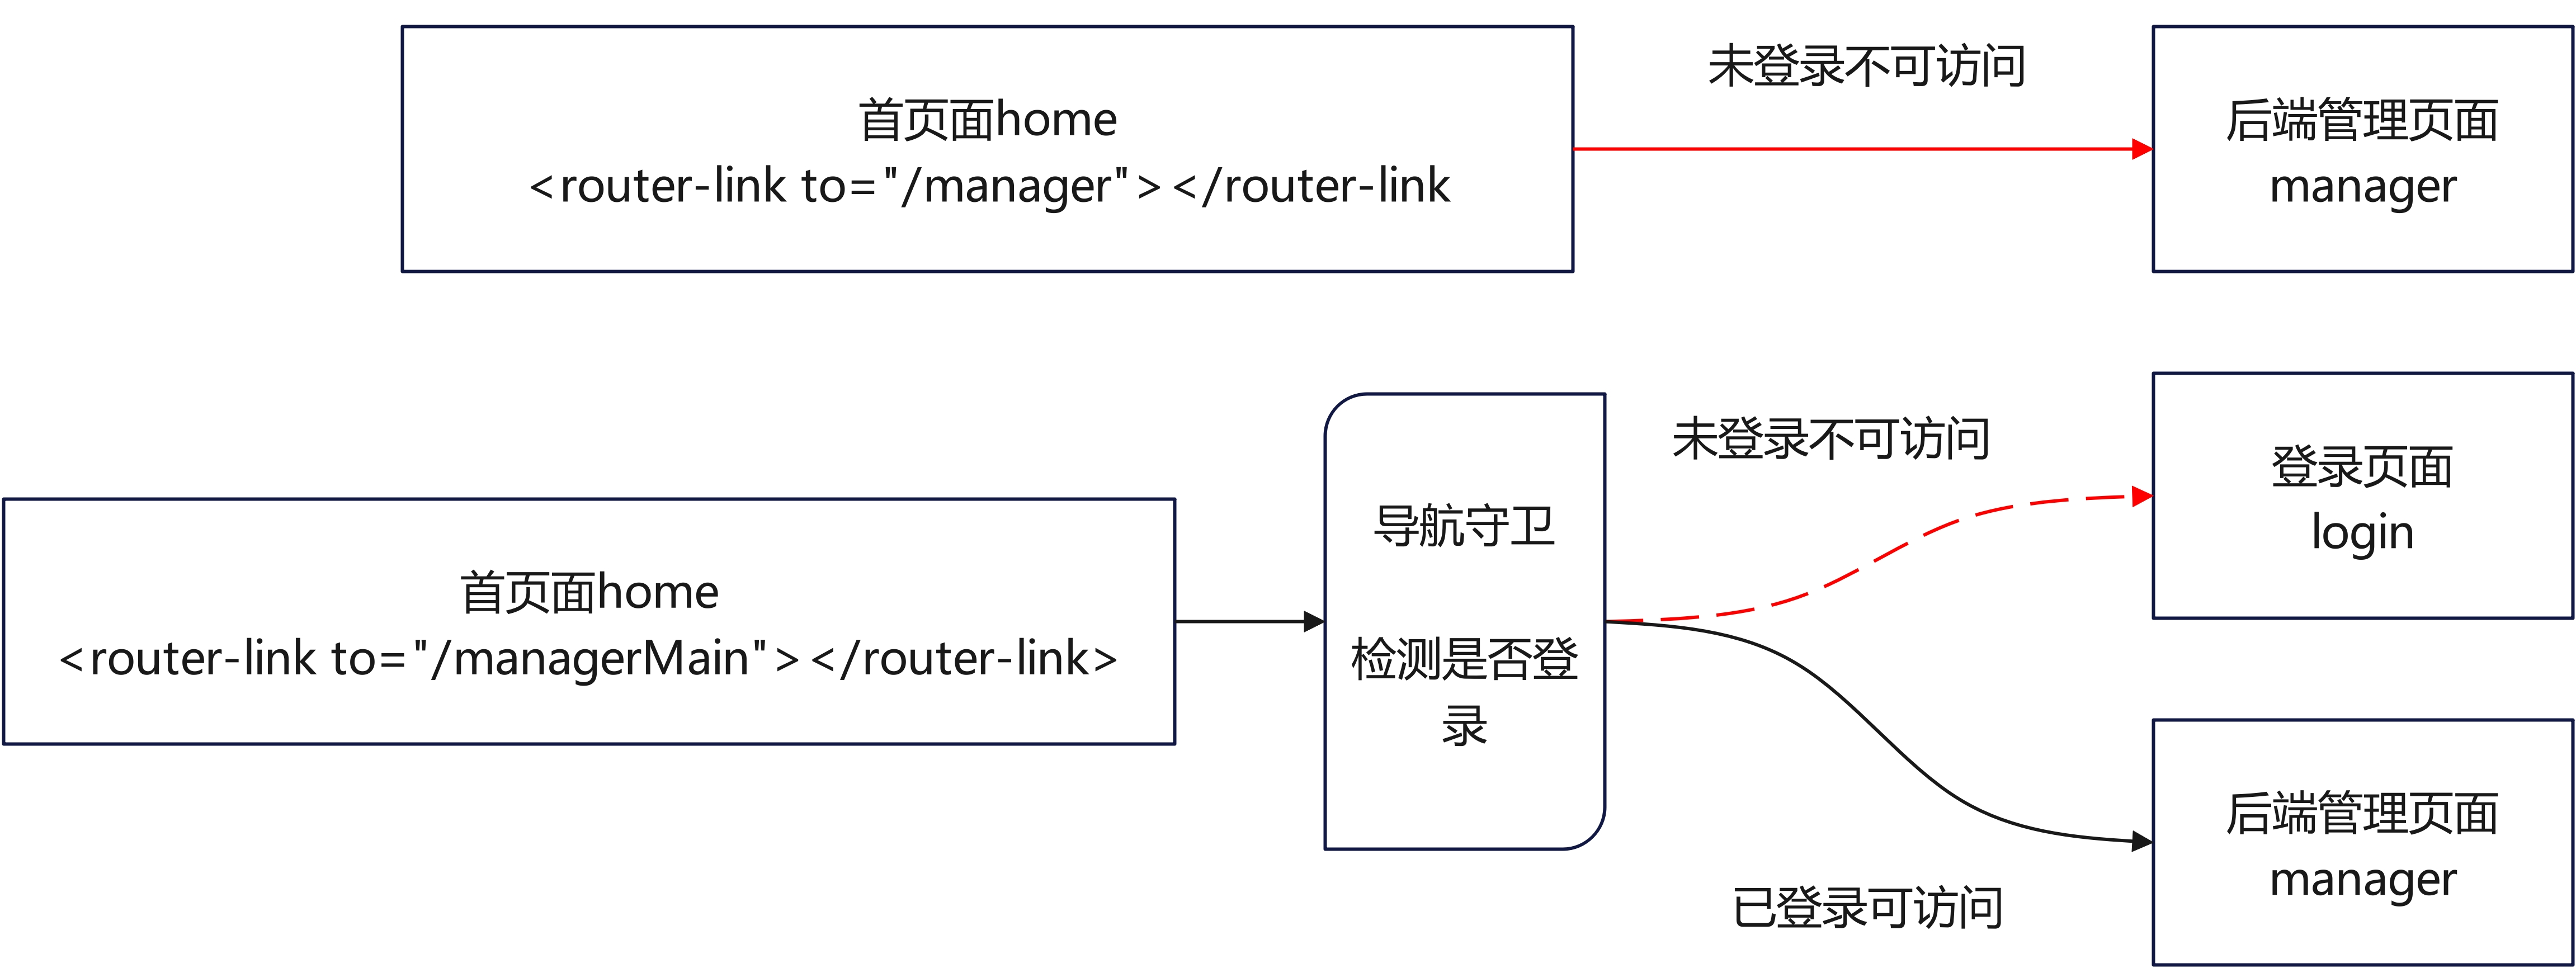 首页面home
<router-link to="/manager"></router-link
未登录不可访问
后端管理页面
manager
首页面home
<router-link to="/managerMain"></router-link>
导航守卫
检测是否登
录
未登录不可访问
登录页面
login
已登录可访问
后端管理页面
manager